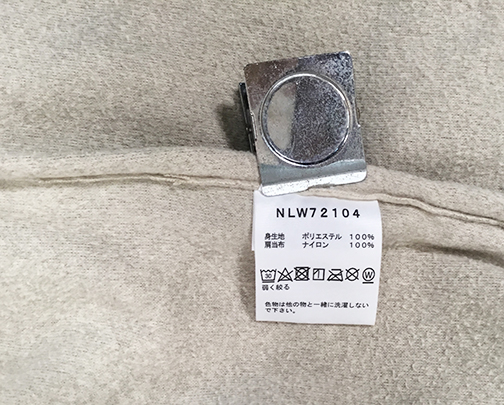 NLW72104
身生地 ポリエステル 100%
肩当布 ナイロン 100%
30 W
弱く絞る
色物は他の物と一緒に洗濯しない
で下さい。